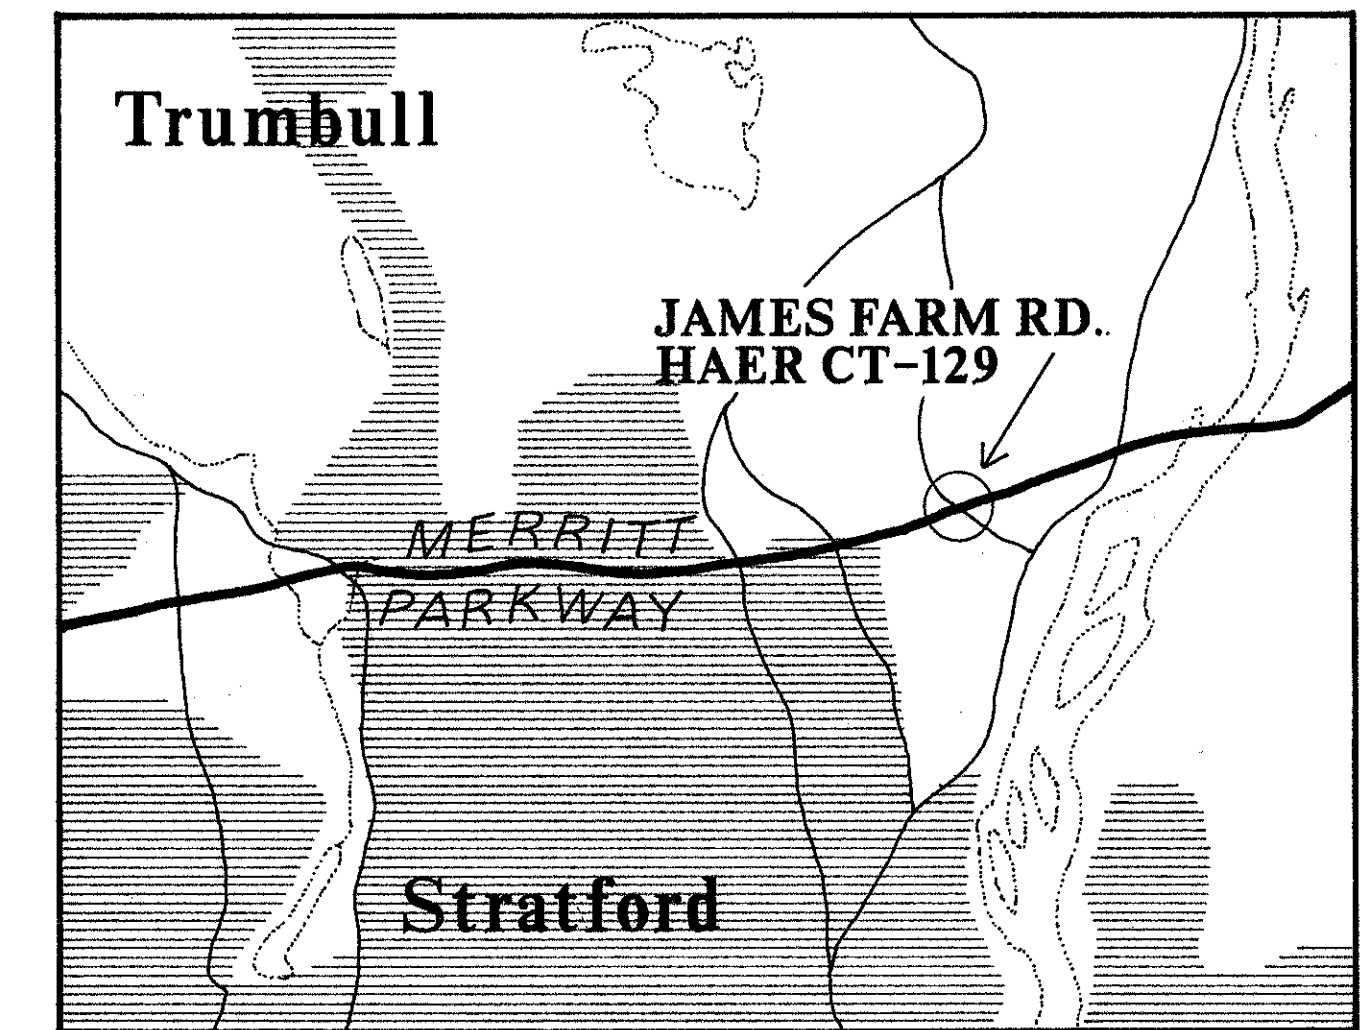 Trumbull
JAMES FARM RD.
HAER CT-129
MERRITT
PARKWAY
Stratford